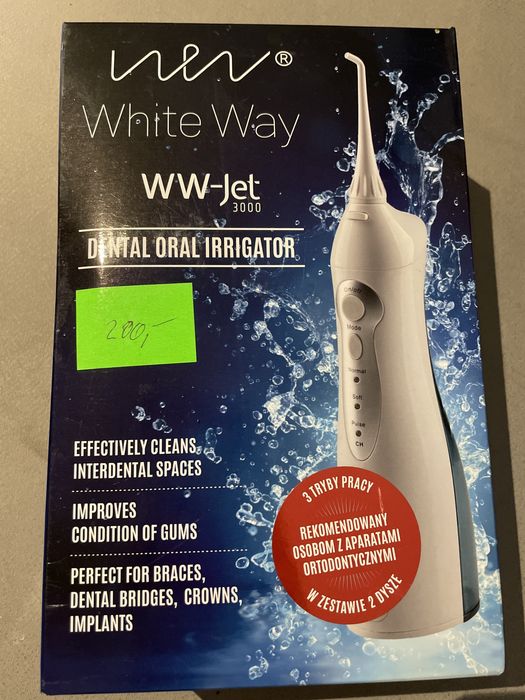 WW®
White Way
WW-Jet
3000
DENTAL ORAL IRRIGATOR
200,-
On/off
Mode
Normal
Soft
Pulse
CH
EFFECTIVELY CLEANS
INTERDENTAL SPACES
IMPROVES
CONDITION OF GUMS
PERFECT FOR BRACES,
DENTAL BRIDGES, CROWNS,
IMPLANTS
3 TRYBY PRACY
REKOMENDOWANY
OSOBOM Z APARATAMI
ORTODONTYCZNYMI
W ZESTAWIE 2 DYSZE